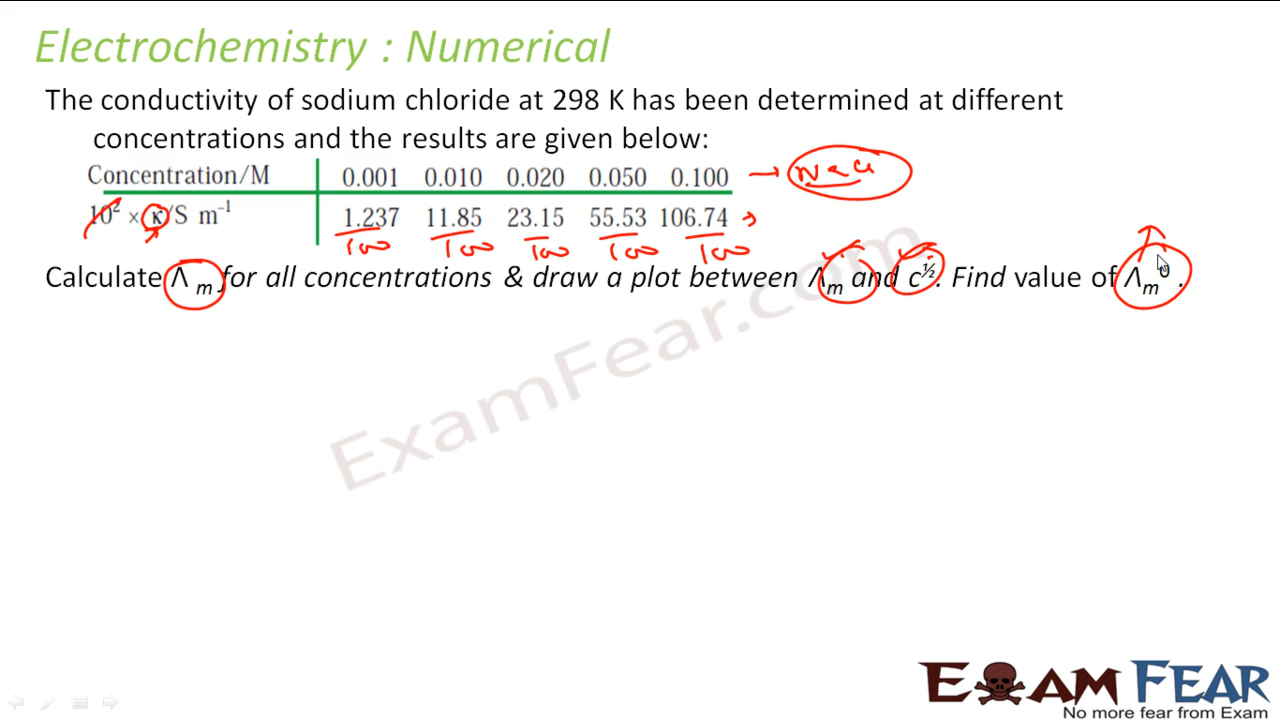 Electrochemistry : Numerical
The conductivity of sodium chloride at 298 K has been determined at different
concentrations and the results are given below:
Concentration/M 0.001 0.010 0.020 0.050 0.100 → NaCl
10² × κ/S m⁻¹ 1.237 11.85 23.15 55.53 106.74 →
100 100 100 100 100
Calculate Λ m for all concentrations & draw a plot between Λm and c½. Find value of Λm⁰ .
ExamFear.com
EXAM FEAR
No more fear from Exam